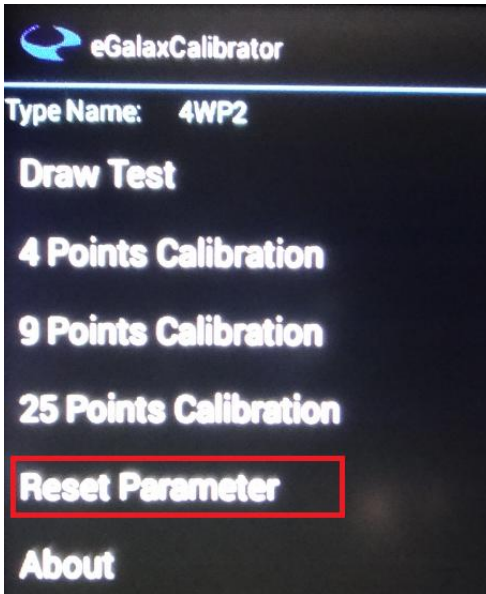 eGalaxCalibrator
Type Name: 4WP2
Draw Test
4 Points Calibration
9 Points Calibration
25 Points Calibration
Reset Parameter
About